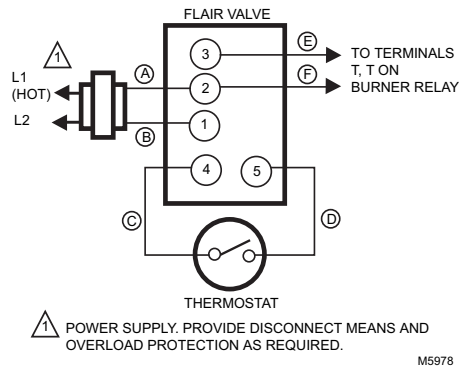 FLAIR VALVE
3
E
TO TERMINALS
T, T ON
BURNER RELAY
1
A
L1
(HOT)
2
F
L2
B
1
4
5
C
D
THERMOSTAT
1 POWER SUPPLY. PROVIDE DISCONNECT MEANS AND
OVERLOAD PROTECTION AS REQUIRED.
M5978